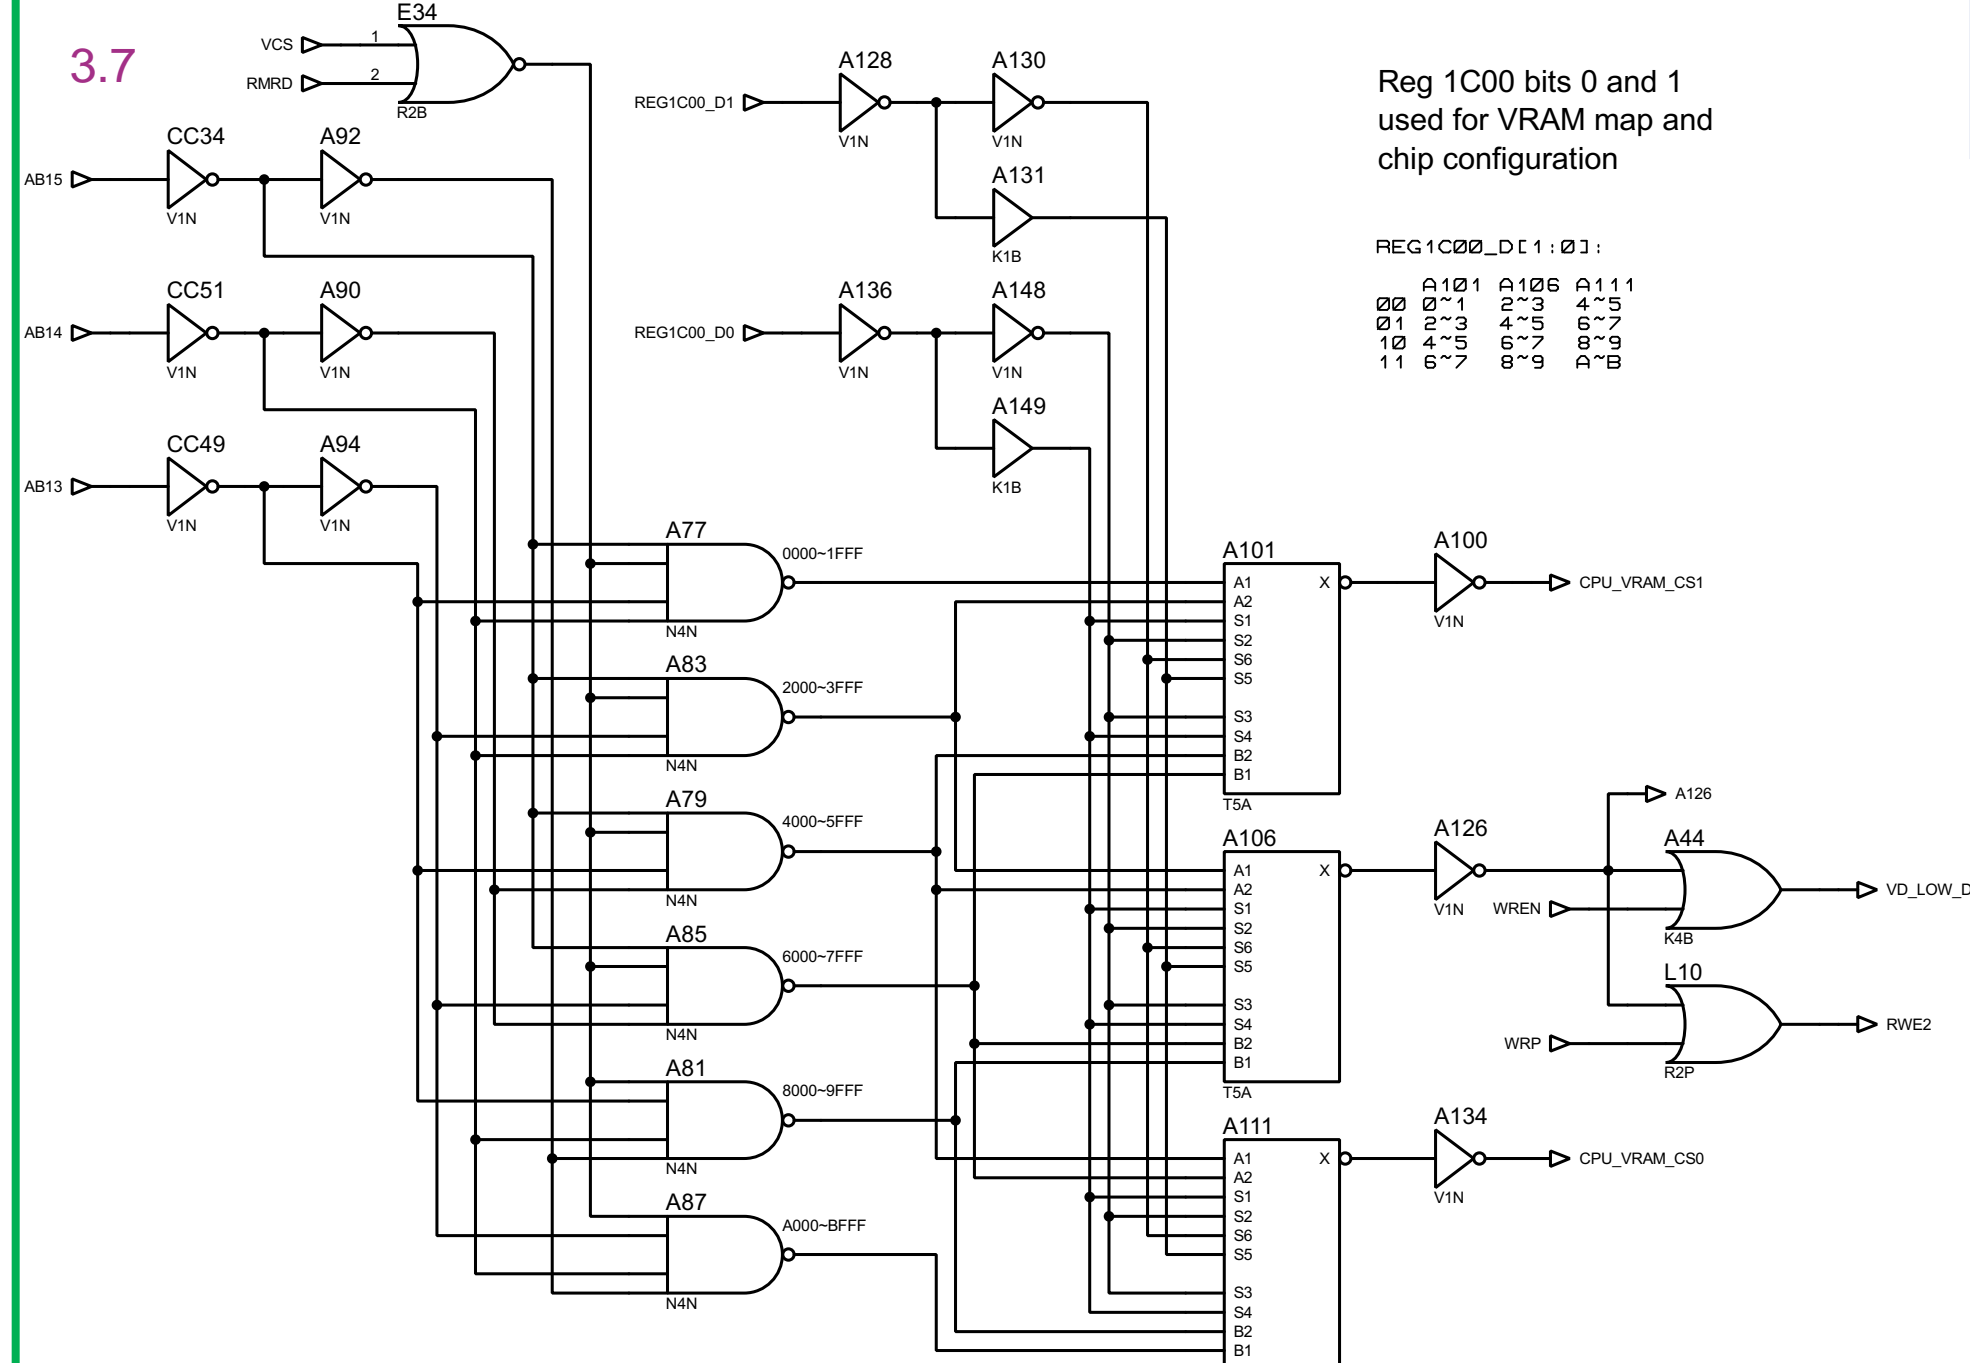 3.7
E34
VCS
1
RMRD
2
R2B
CC34
A92
AB15
V1N
V1N
CC51
A90
AB14
V1N
V1N
CC49
A94
AB13
V1N
V1N
A128
A130
REG1C00_D1
V1N
V1N
A131
K1B
A136
A148
REG1C00_D0
V1N
V1N
A149
K1B
Reg 1C00 bits 0 and 1
used for VRAM map and
chip configuration
REG1C00_D[1:0]:
A101 A106 A111
00 0~1 2~3 4~5
01 2~3 4~5 6~7
10 4~5 6~7 8~9
11 6~7 8~9 A~B
A77
0000~1FFF
N4N
A83
2000~3FFF
N4N
A79
4000~5FFF
N4N
A85
6000~7FFF
N4N
A81
8000~9FFF
N4N
A87
A000~BFFF
N4N
A101
A1
X
A2
S1
S2
S6
S5
S3
S4
B2
B1
T5A
A100
V1N
CPU_VRAM_CS1
A106
A1
X
A2
S1
S2
S6
S5
S3
S4
B2
B1
T5A
A126
V1N
A126
A44
WREN
K4B
VD_LOW_D
L10
WRP
R2P
RWE2
A111
A1
X
A2
S1
S2
S6
S5
S3
S4
B2
B1
A134
V1N
CPU_VRAM_CS0